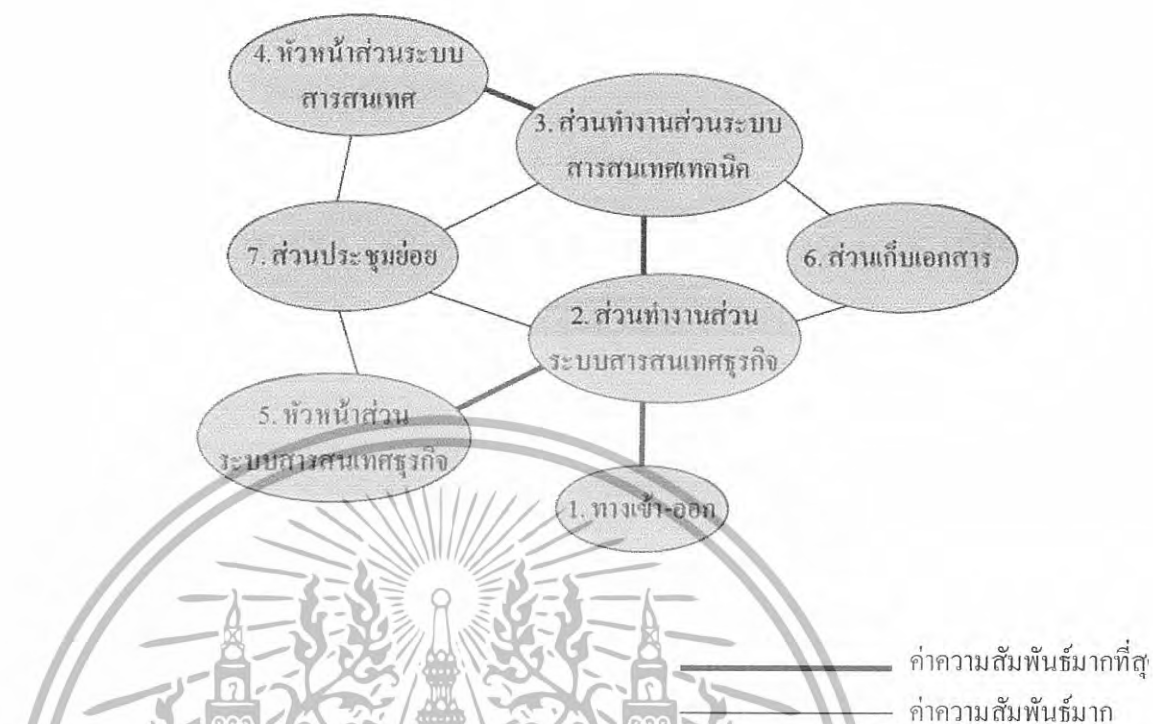 4. หัวหน้าส่วนระบบ
สารสนเทศ
3. ส่วนทำงานส่วนระบบ
สารสนเทศเทคนิค
7. ส่วนประชุมย่อย
6. ส่วนเก็บเอกสาร
2. ส่วนทำงานส่วน
ระบบสารสนเทศธุรกิจ
5. หัวหน้าส่วน
ระบบสารสนเทศธุรกิจ
1. ทางเข้า-ออก
ค่าความสัมพันธ์มากที่สุ
ค่าความสัมพันธ์มาก